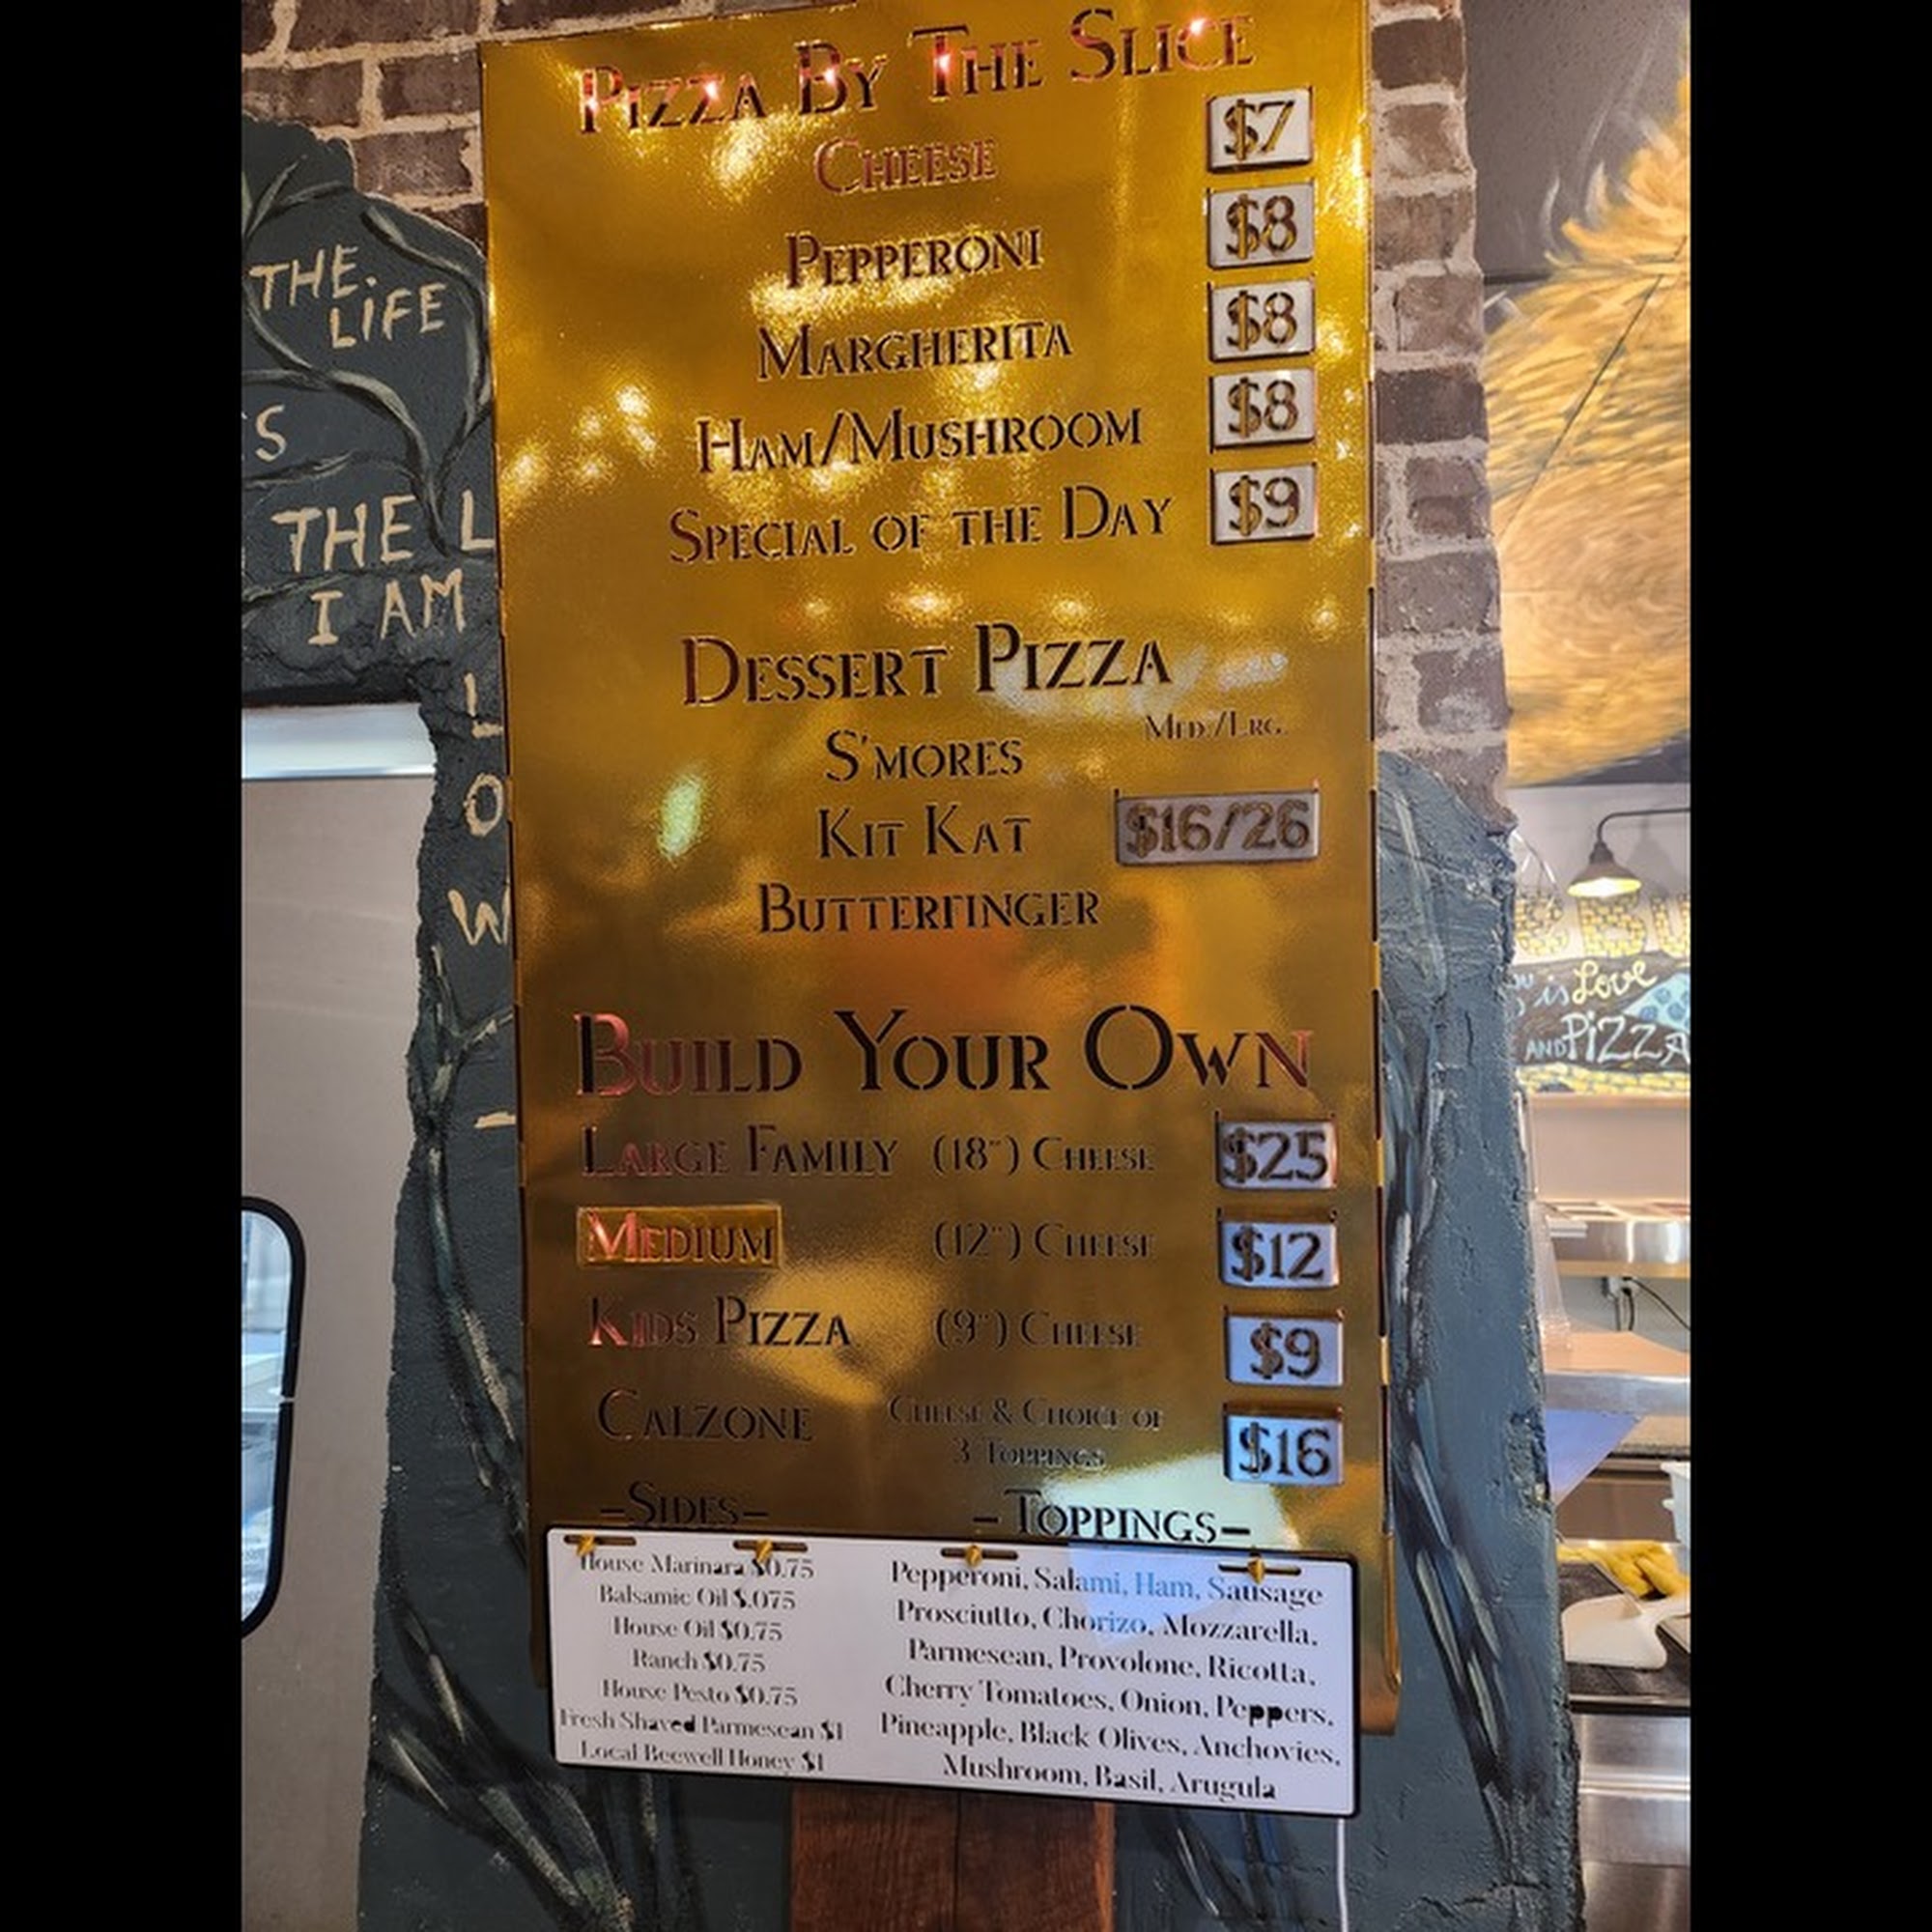 THE.
LIFE
S
THE L
I AM
L
O
W
PIZZA BY THE SLICE
CHEESE $7
PEPPERONI $8
MARGHERITA $8
HAM/MUSHROOM $8
SPECIAL OF THE DAY $9
DESSERT PIZZA
MED./LRG.
S'MORES
KIT KAT $16/26
BUTTERFINGER
BUILD YOUR OWN
LARGE FAMILY (18") CHEESE $25
MEDIUM (12") CHEESE $12
KIDS PIZZA (9") CHEESE $9
CALZONE CHEESE & CHOICE OF $16
3 TOPPINGS
-SIDES-
House Marinara $0.75
Balsamic Oil $.075
House Oil $0.75
Ranch $0.75
House Pesto $0.75
Fresh Shaved Parmesean $1
Local Beewell Honey $1
-TOPPINGS-
Pepperoni, Salami, Ham, Sausage
Prosciutto, Chorizo, Mozzarella,
Parmesean, Provolone, Ricotta,
Cherry Tomatoes, Onion, Peppers,
Pineapple, Black Olives, Anchovies,
Mushroom, Basil, Arugula
is Love
AND PIZZA